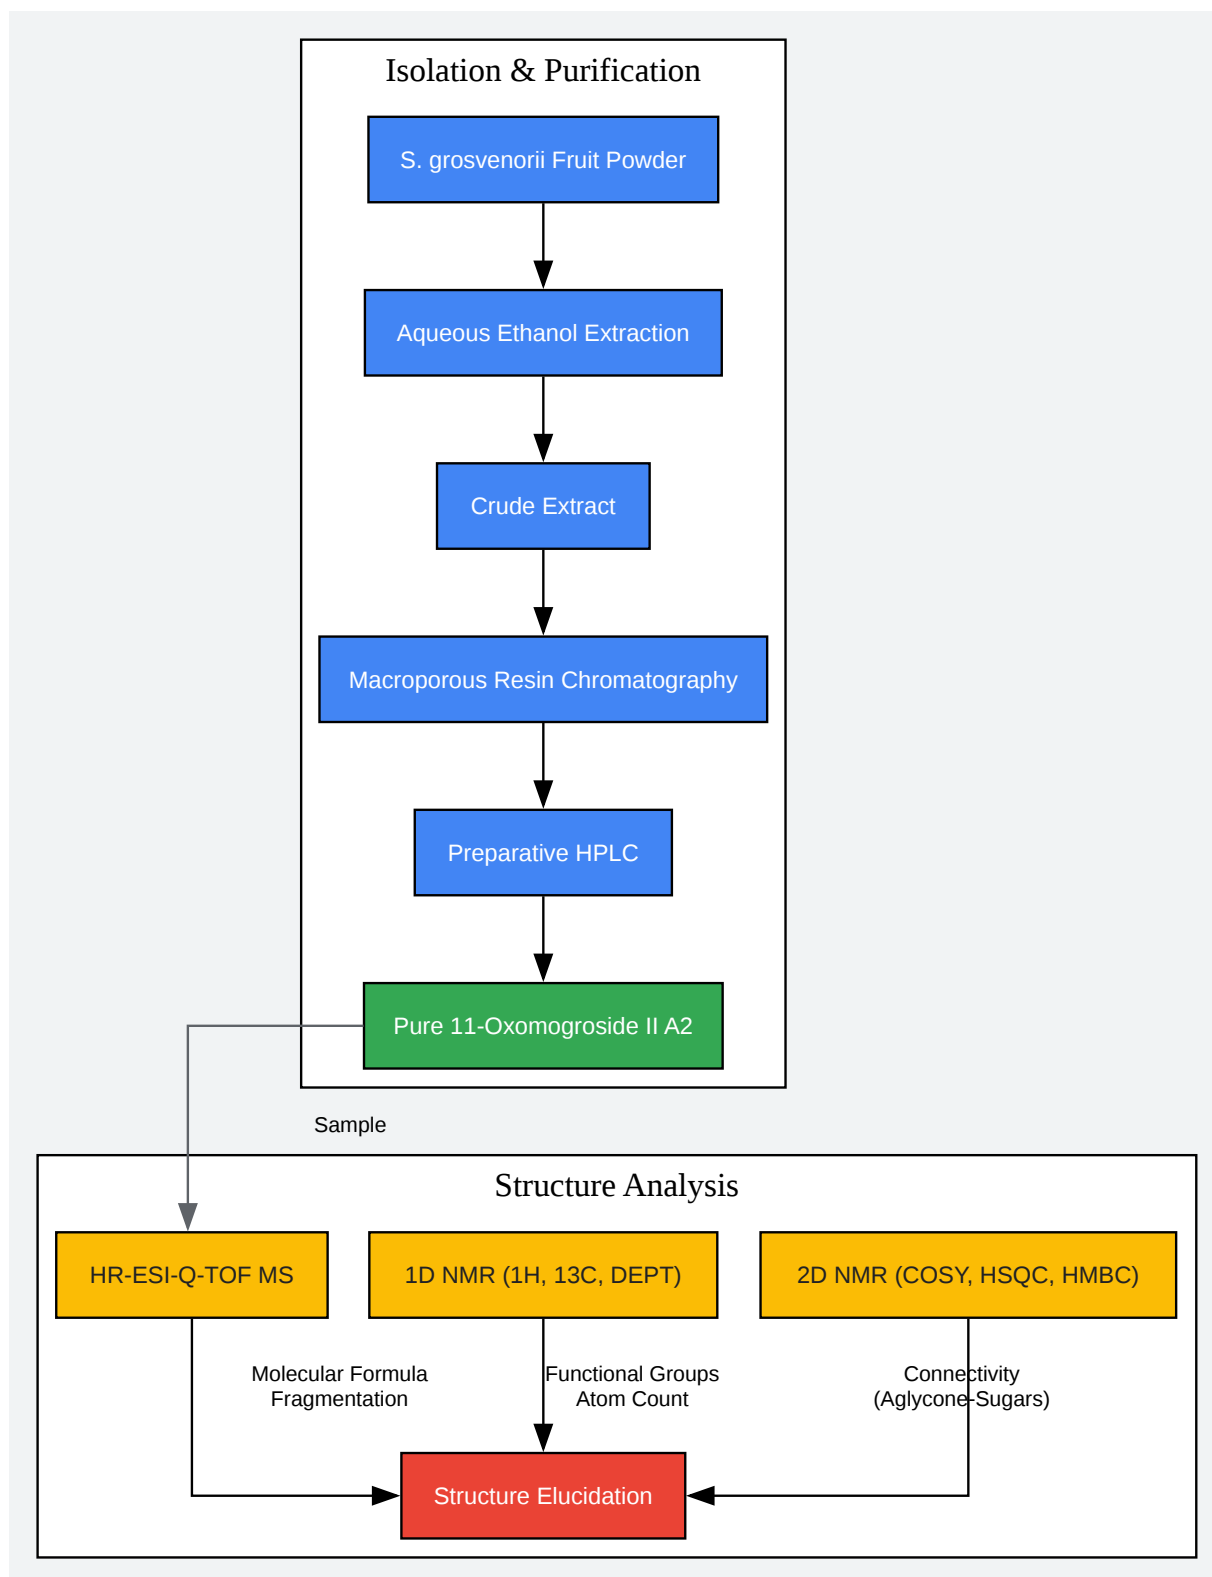 Isolation & Purification
S. grosvenorii Fruit Powder
Aqueous Ethanol Extraction
Crude Extract
Macroporous Resin Chromatography
Preparative HPLC
Pure 11-Oxomogroside II A2
Sample
Structure Analysis
HR-ESI-Q-TOF MS
1D NMR (1H, 13C, DEPT)
2D NMR (COSY, HSQC, HMBC)
Molecular Formula
Fragmentation
Functional Groups
Atom Count
Connectivity
(Aglycone-Sugars)
Structure Elucidation